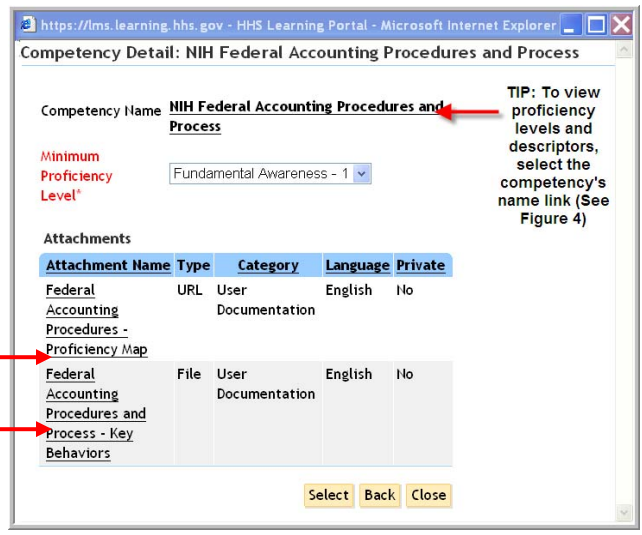 https://lms.learning.hhs.gov - HHS Learning Portal - Microsoft Internet Explorer
Competency Detail: NIH Federal Accounting Procedures and Process
Competency Name NIH Federal Accounting Procedures and
Process
Minimum
Proficiency
Level*
Fundamental Awareness - 1
TIP: To view
proficiency
levels and
descriptors,
select the
competency's
name link (See
Figure 4)
Attachments
Attachment Name Type Category Language Private
Federal URL User English No
Accounting Documentation
Procedures -
Proficiency Map
Federal File User English No
Accounting Documentation
Procedures and
Process - Key
Behaviors
Select Back Close